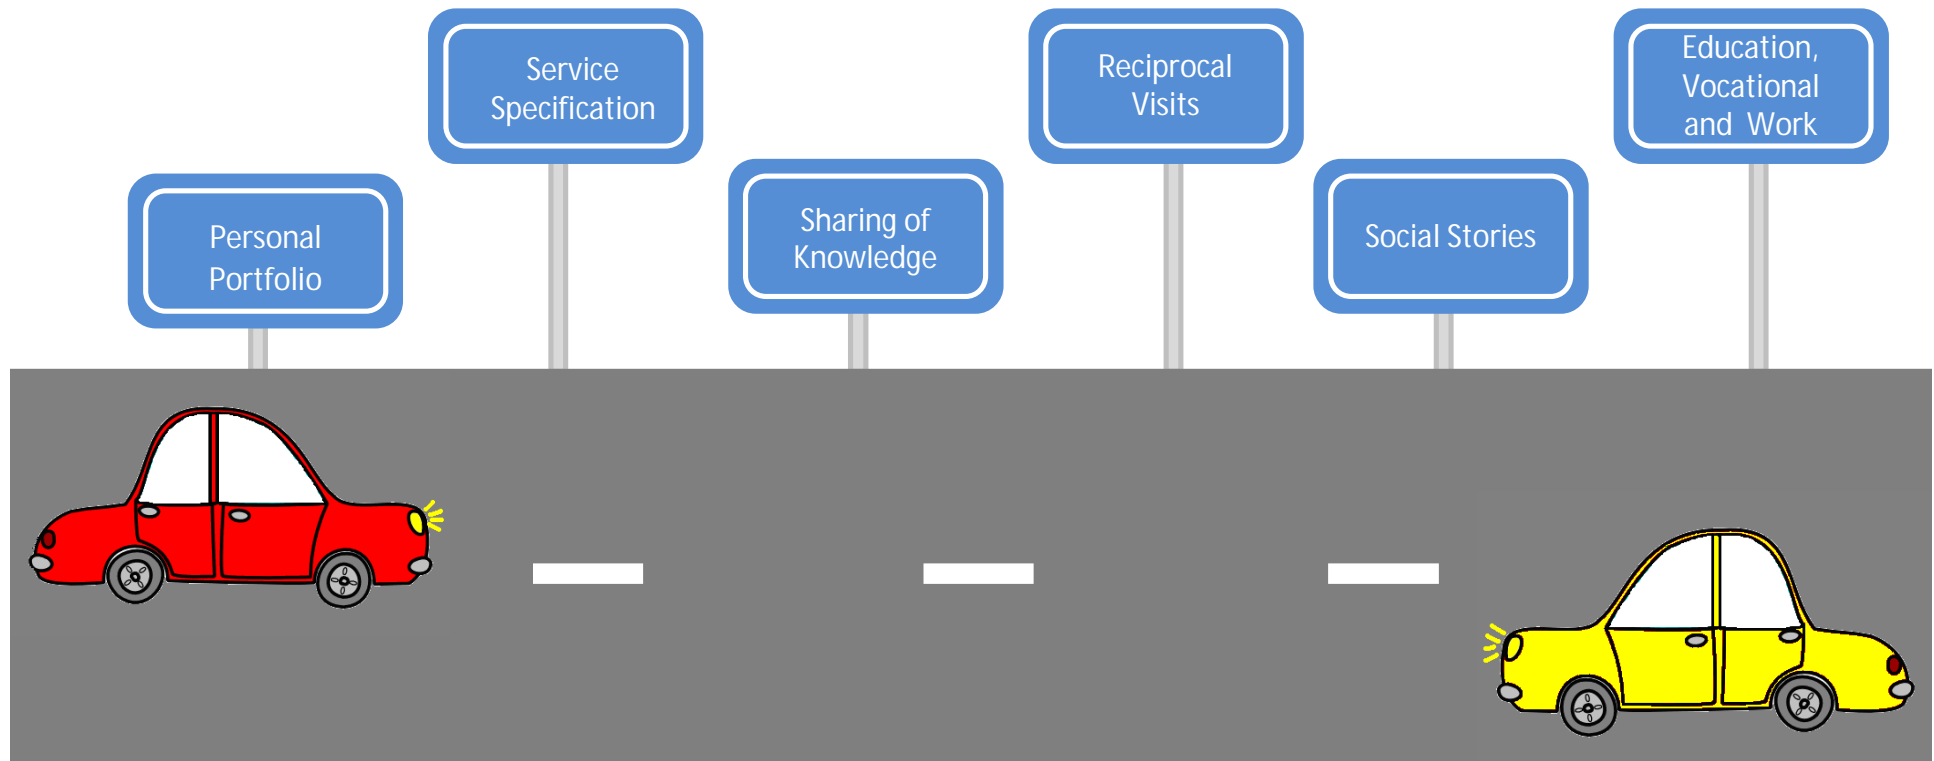 Personal
Portfolio
Service
Specification
Sharing of
Knowledge
Reciprocal
Visits
Social Stories
Education,
Vocational
and Work